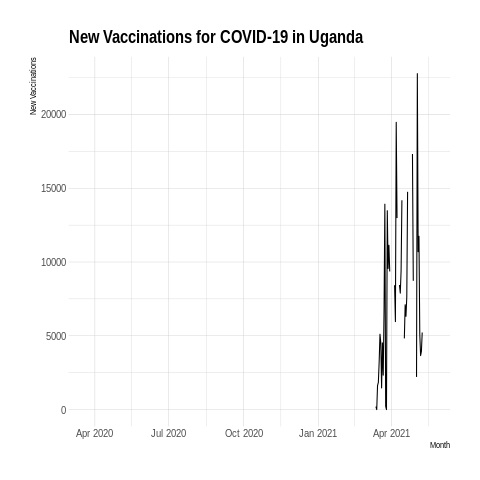 New Vaccinations for COVID-19 in Uganda
New Vaccinations
20000
15000
10000
5000
0
Apr 2020 Jul 2020 Oct 2020 Jan 2021 Apr 2021
Month